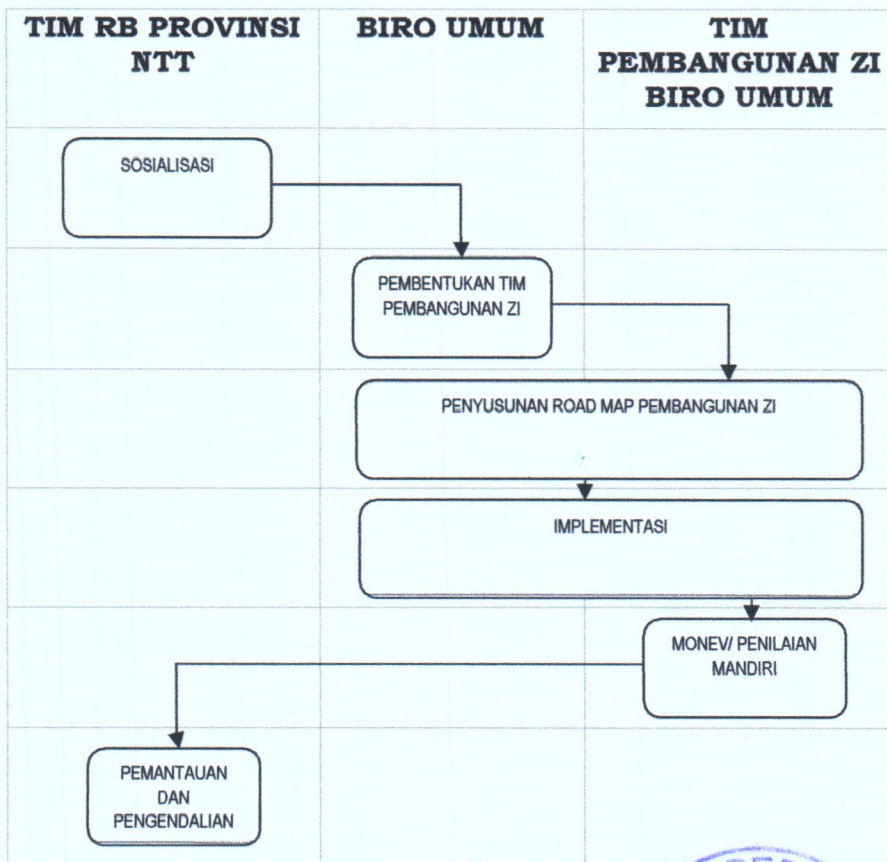 TIM RB PROVINSI
NTT
BIRO UMUM
TIM
PEMBANGUNAN ZI
BIRO UMUM
SOSIALISASI
PEMBENTUKAN TIM
PEMBANGUNAN ZI
PENYUSUNAN ROAD MAP PEMBANGUNAN ZI
IMPLEMENTASI
MONEV/ PENILAIAN
MANDIRI
PEMANTAUAN
DAN
PENGENDALIAN